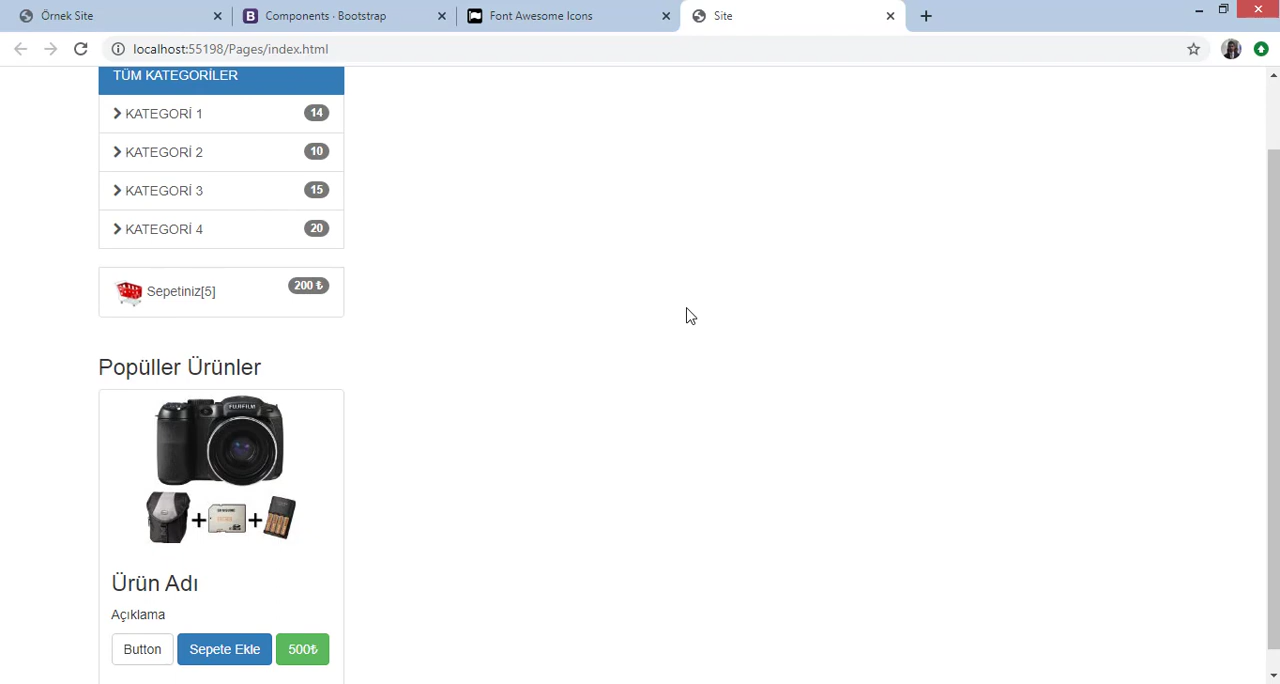 Örnek Site
Components · Bootstrap
Font Awesome Icons
Site
localhost:55198/Pages/index.html
TÜM KATEGORİLER
KATEGORİ 1 14
KATEGORİ 2 10
KATEGORİ 3 15
KATEGORİ 4 20
Sepetiniz[5] 200 ₺
Popüller Ürünler
FUJIFILM
Ürün Adı
Açıklama
Button Sepete Ekle 500₺